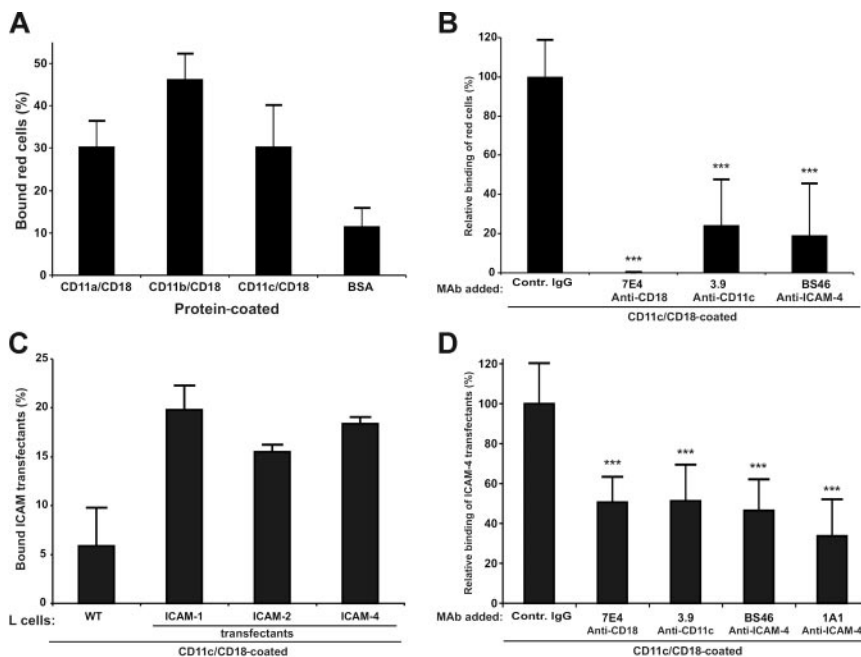 A
Bound red cells (%)
50
40
30
20
10
0
CD11a/CD18 CD11b/CD18 CD11c/CD18 BSA
Protein-coated
B
Relative binding of red cells (%)
120
100
80
60
40
20
0
*** *** ***
MAb added: Contr. IgG 7E4 3.9 BS46
Anti-CD18 Anti-CD11c Anti-ICAM-4
CD11c/CD18-coated
C
Bound ICAM transfectants (%)
25
20
15
10
5
0
L cells: WT ICAM-1 ICAM-2 ICAM-4
transfectants
CD11c/CD18-coated
D
Relative binding of ICAM-4 transfectants (%)
120
100
80
60
40
20
0
*** *** *** ***
MAb added: Contr. IgG 7E4 3.9 BS46 1A1
Anti-CD18 Anti-CD11c Anti-ICAM-4 Anti-ICAM-4
CD11c/CD18-coated